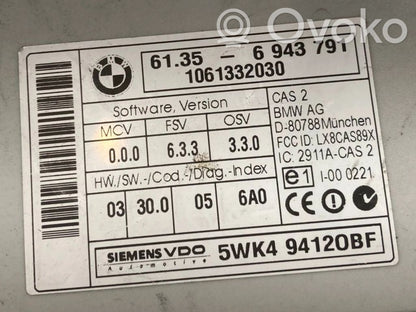 Ovoko
BMW
61.35 - 6 943 791
1061332030
Software, Version
MCV FSV OSV
0.0.0 6.3.3 3.3.0
HW./SW.-/Cod.-/Diag.-Index
03 30.0 05 6A0
CAS 2
BMW AG
D-80788München
FCC ID: LX8CAS89X
IC: 2911A-CAS 2
e1 I-00 0221
SIEMENS VDO
Automotive
5WK4 94120BF